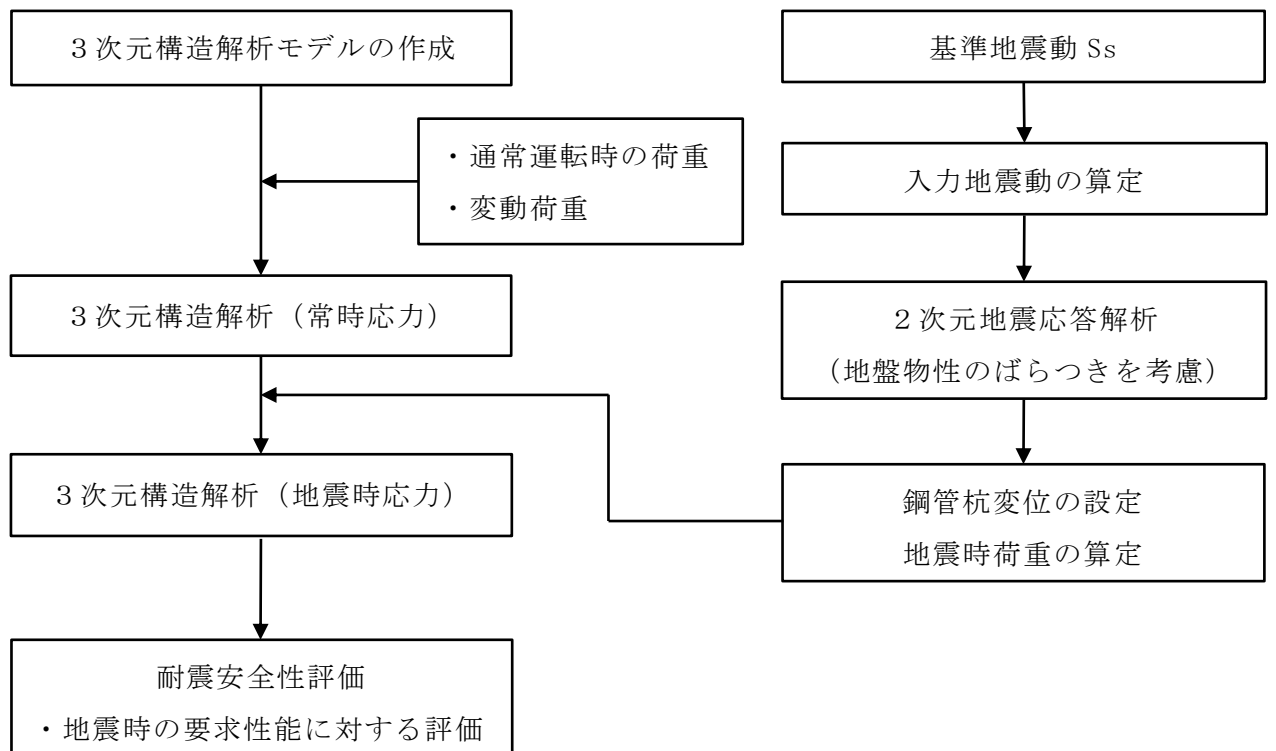 3次元構造解析モデルの作成
・通常運転時の荷重
・変動荷重
3次元構造解析(常時応力)
3次元構造解析(地震時応力)
耐震安全性評価
・地震時の要求性能に対する評価
基準地震動 Ss
入力地震動の算定
2次元地震応答解析
(地盤物性のばらつきを考慮)
鋼管杭変位の設定
地震時荷重の算定